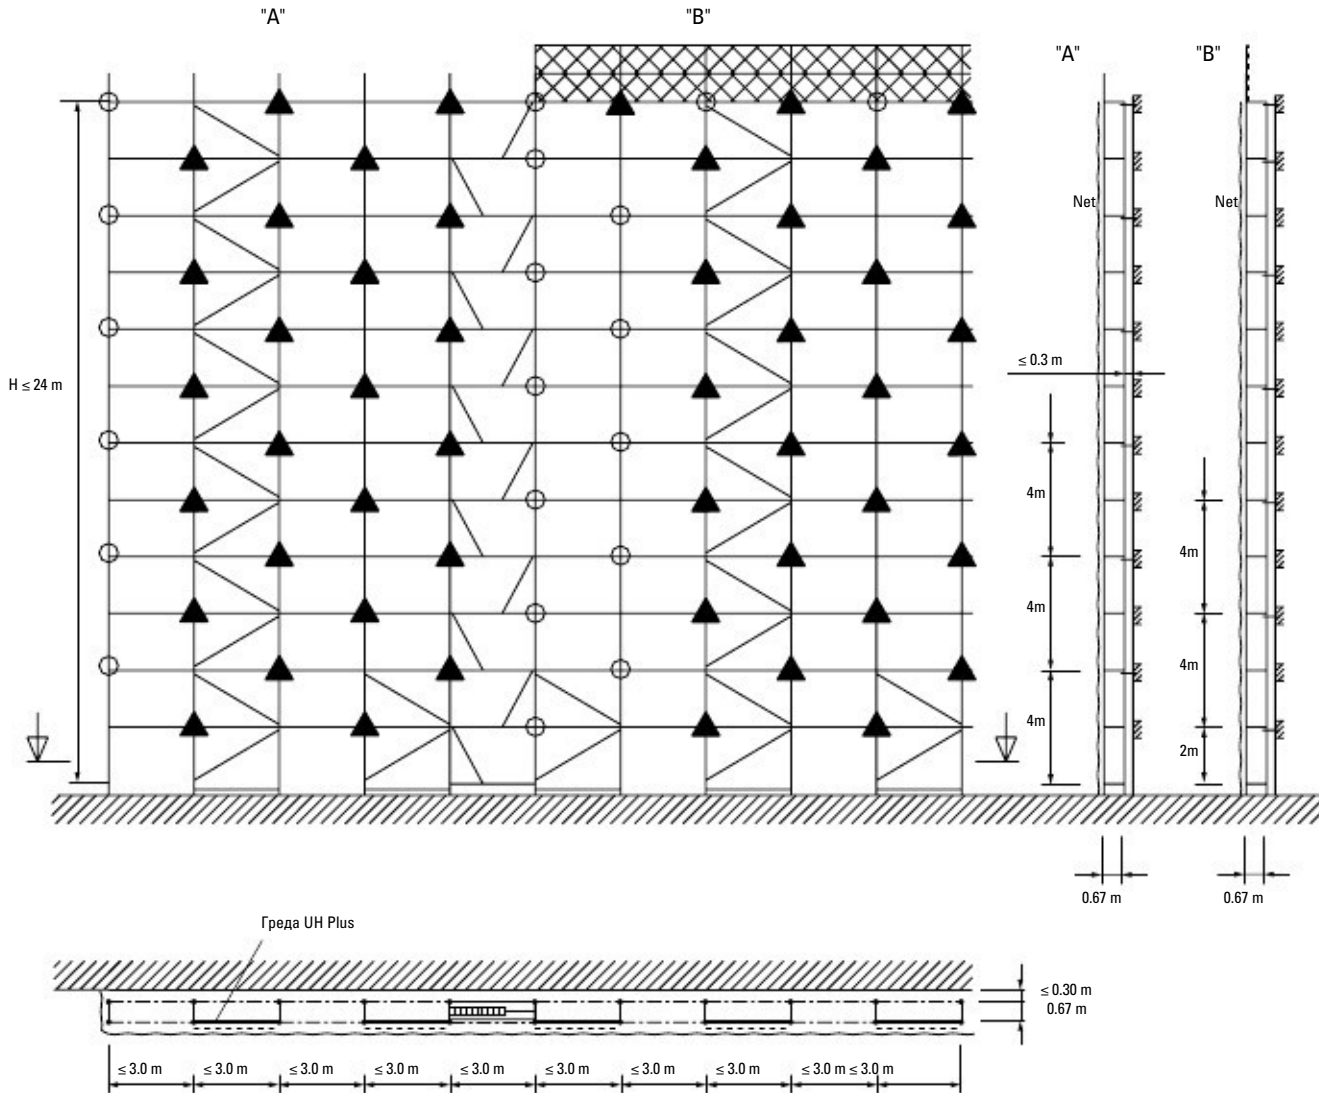 "A"
"B"
"A"
"B"
Net
Net
≤ 0.3 m
H ≤ 24 m
4m
4m
4m
4m
4m
2m
0.67 m
0.67 m
Греда UH Plus
≤ 0.30 m
0.67 m
≤ 3.0 m ≤ 3.0 m ≤ 3.0 m ≤ 3.0 m ≤ 3.0 m ≤ 3.0 m ≤ 3.0 m ≤ 3.0 m ≤ 3.0 m ≤ 3.0 m